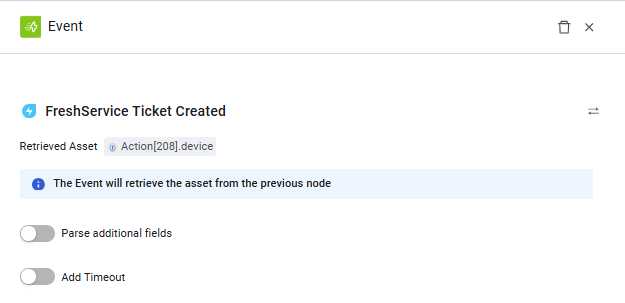 Event
FreshService Ticket Created
Retrieved Asset Action[208].device
The Event will retrieve the asset from the previous node
Parse additional fields
Add Timeout